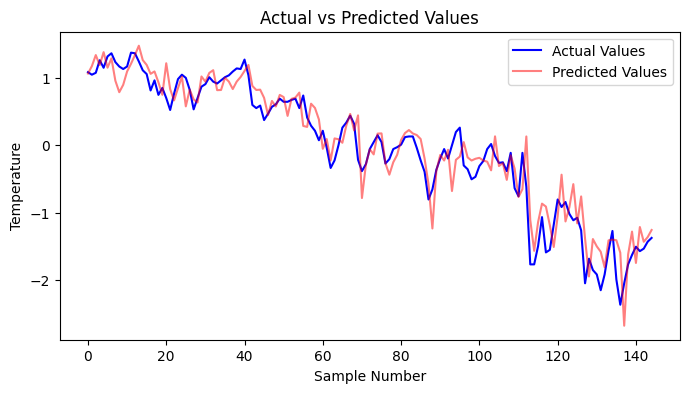 Actual vs Predicted Values
Actual Values
Predicted Values
Temperature
1
0
−1
−2
0
20
40
60
80
100
120
140
Sample Number